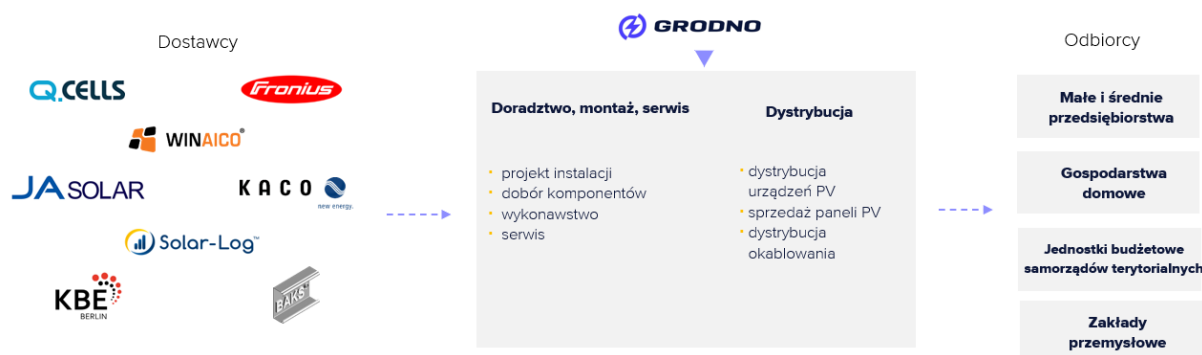 Dostawcy
Q.CELLS
Fronius
WINAICO
JA SOLAR
KACO
new energy.
Solar-Log™
KBE
BERLIN
BAKS
GRODNO
Doradztwo, montaż, serwis
• projekt instalacji
• dobór komponentów
• wykonawstwo
• serwis
Dystrybucja
• dystrybucja
urządzeń PV
• sprzedaż paneli PV
• dystrybucja
okablowania
Odbiorcy
Małe i średnie
przedsiębiorstwa
Gospodarstwa
domowe
Jednostki budżetowe
samorządów terytorialnych
Zakłady
przemysłowe